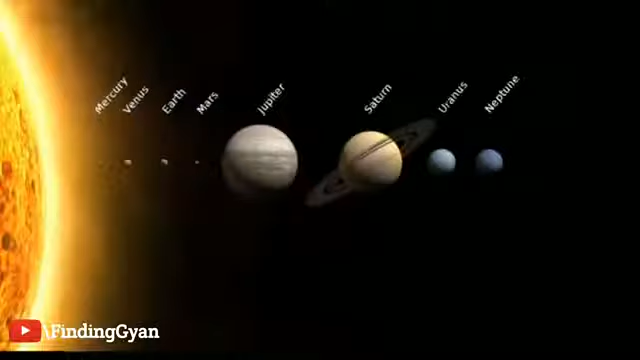 Mercury
Venus
Earth
Mars
Jupiter
Saturn
Uranus
Neptune
\FindingGyan